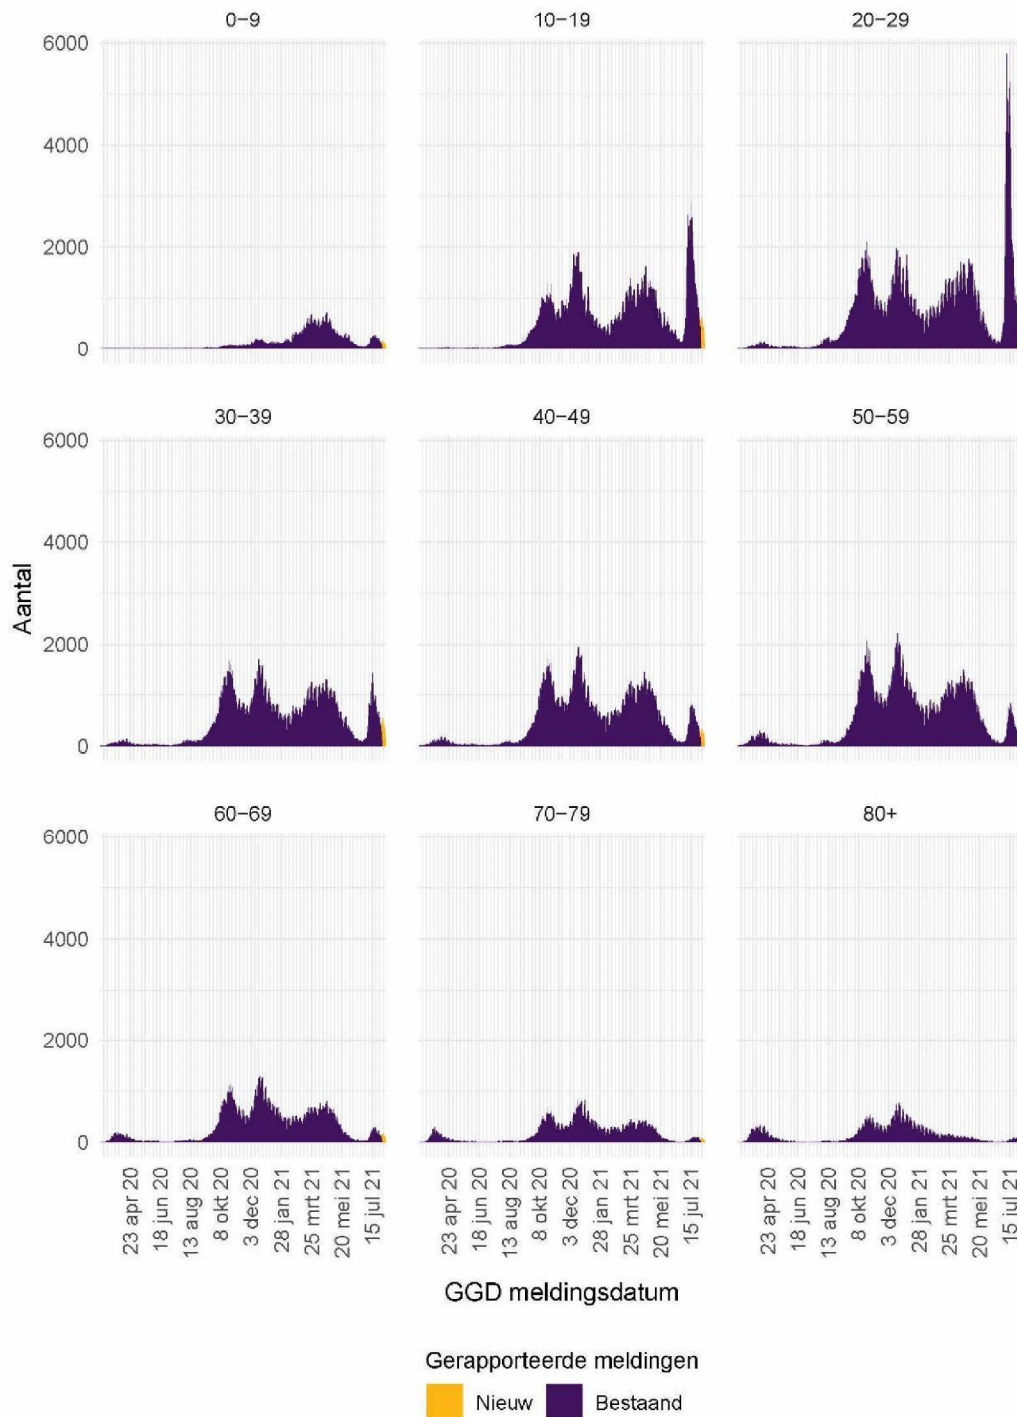 0−9 10−19 20−29
6000
4000
2000
0
30−39 40−49 50−59
6000
4000
2000
0
Aantal
60−69 70−79 80+
6000
4000
2000
0
23 apr 20 18 jun 20 13 aug 20 8 okt 20 3 dec 20 28 jan 21 25 mrt 21 20 mei 21 15 jul 21
23 apr 20 18 jun 20 13 aug 20 8 okt 20 3 dec 20 28 jan 21 25 mrt 21 20 mei 21 15 jul 21
23 apr 20 18 jun 20 13 aug 20 8 okt 20 3 dec 20 28 jan 21 25 mrt 21 20 mei 21 15 jul 21
GGD meldingsdatum
Gerapporteerde meldingen
Nieuw Bestaand